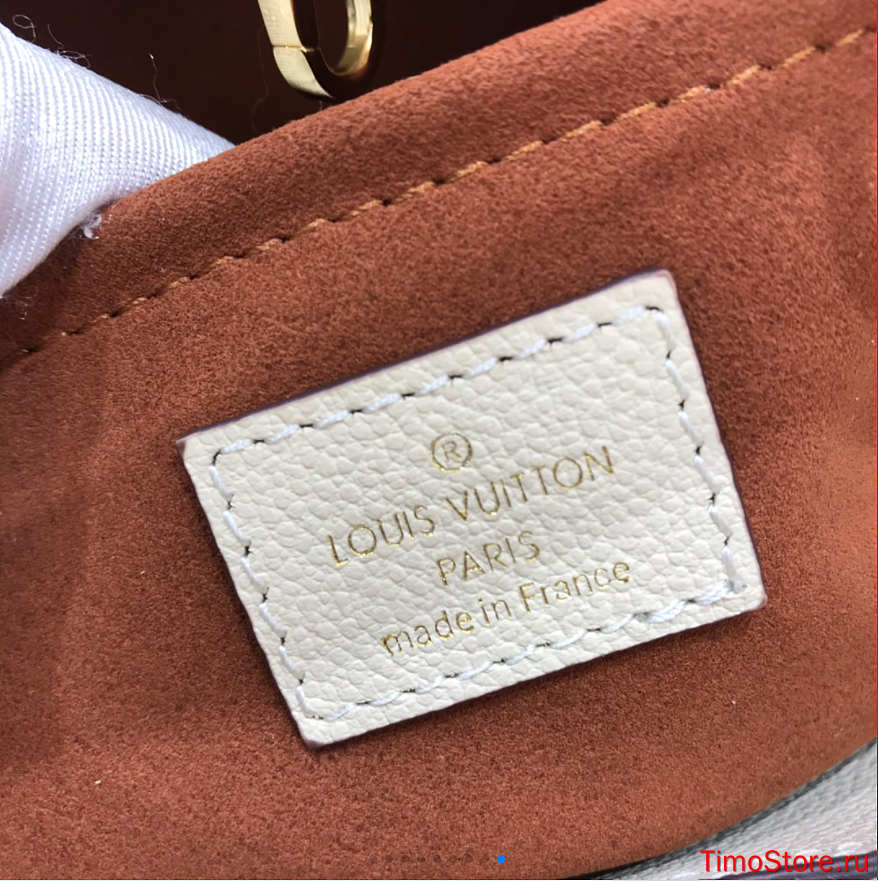 ®
LOUIS VUITTON
PARIS
made in France
TimoStore.ru